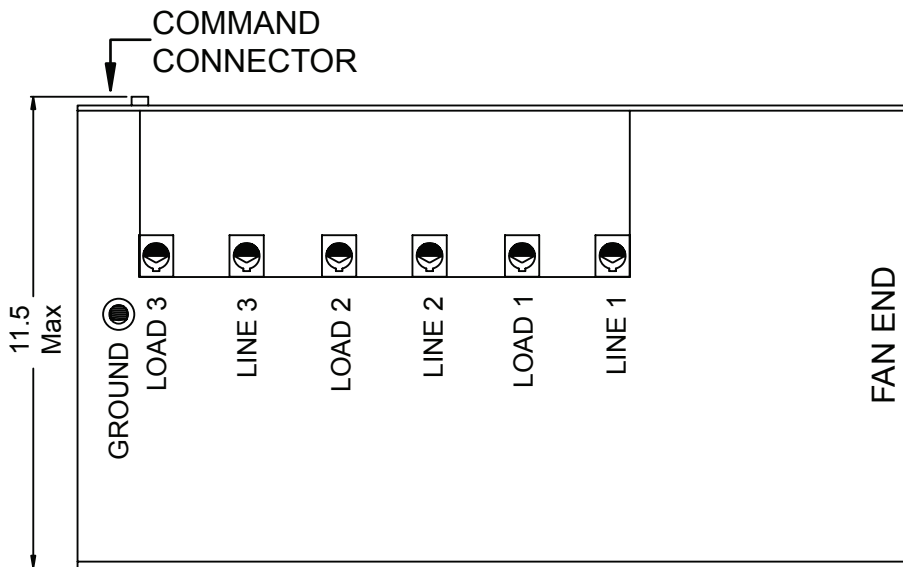 COMMAND
CONNECTOR
11.5
Max
GROUND
LOAD 3
LINE 3
LOAD 2
LINE 2
LOAD 1
LINE 1
FAN END